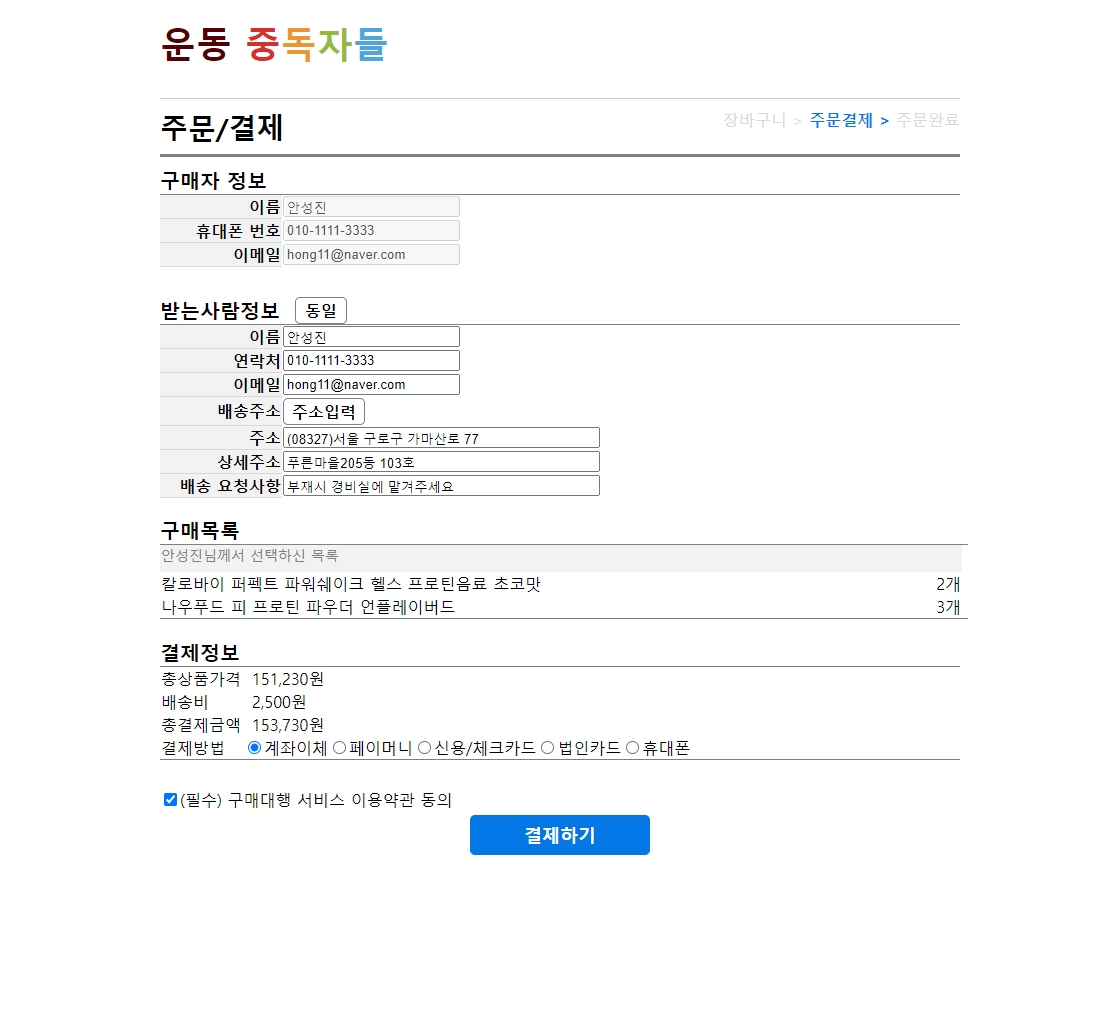 운동 중독자들
주문/결제
장바구니 > 주문결제 > 주문완료
구매자 정보
이름 안성진
휴대폰 번호 010-1111-3333
이메일 hong11@naver.com
받는사람정보 동일
이름 안성진
연락처 010-1111-3333
이메일 hong11@naver.com
배송주소 주소입력
주소 (08327)서울 구로구 가마산로 77
상세주소 푸른마을205동 103호
배송 요청사항 부재시 경비실에 맡겨주세요
구매목록
안성진님께서 선택하신 목록
칼로바이 퍼펙트 파워쉐이크 헬스 프로틴음료 초코맛 2개
나우푸드 피 프로틴 파우더 언플레이버드 3개
결제정보
총상품가격 151,230원
배송비 2,500원
총결제금액 153,730원
결제방법 계좌이체 페이머니 신용/체크카드 법인카드 휴대폰
(필수) 구매대행 서비스 이용약관 동의
결제하기